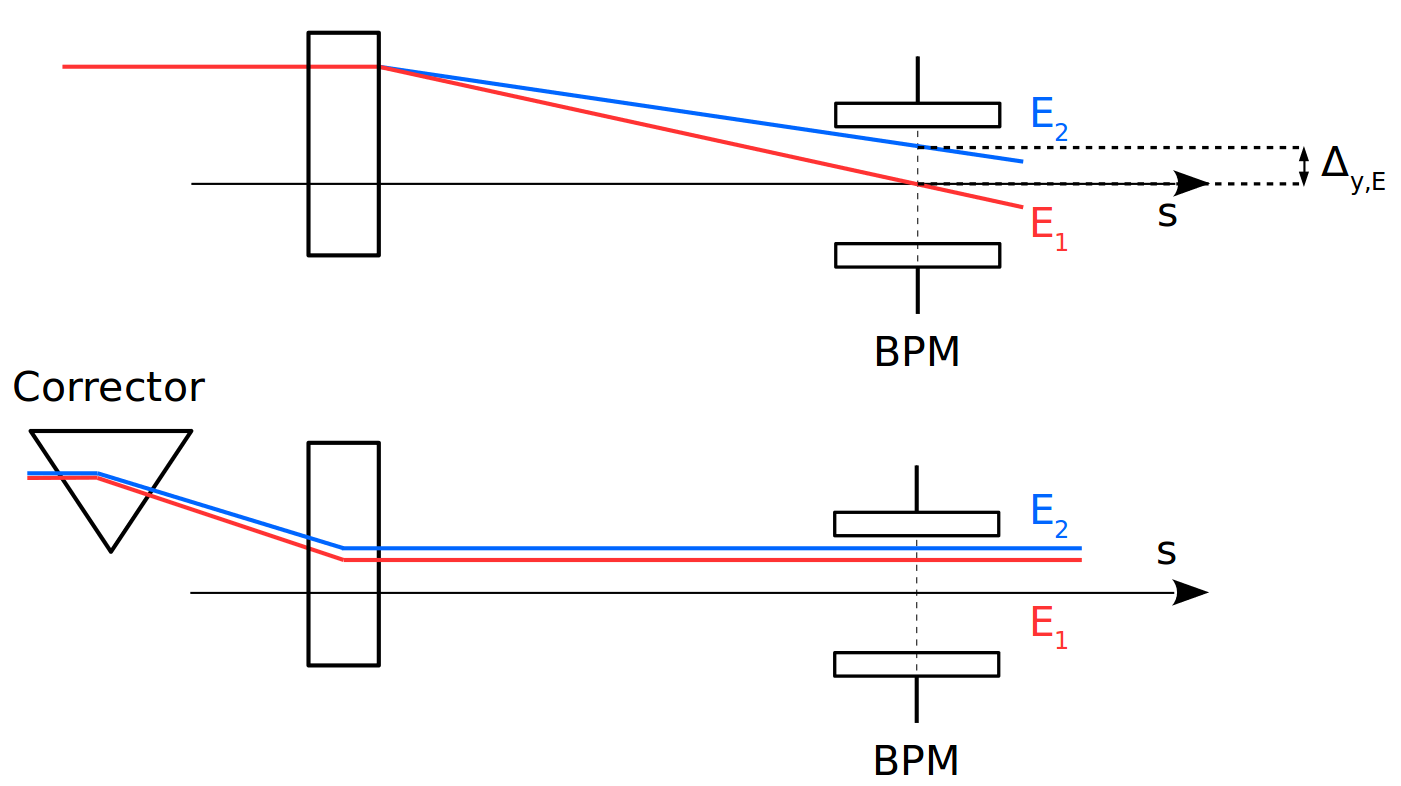 E₂
Δy,E
s
E₁
BPM
Corrector
E₂
s
E₁
BPM